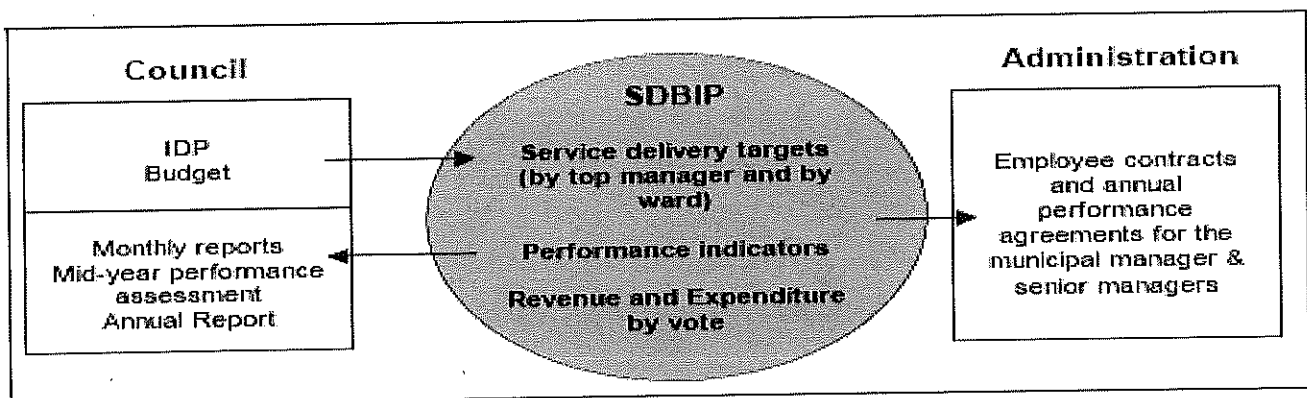 Council
IDP
Budget
Monthly reports
Mid-year performance
assessment
Annual Report
SDBIP
Service delivery targets
(by top manager and by
ward)
Performance indicators
Revenue and Expenditure
by vote
Administration
Employee contracts
and annual
performance
agreements for the
municipal manager &
senior managers